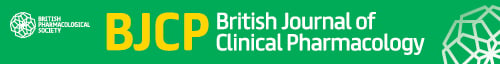 BRITISH
PHARMACOLOGICAL
SOCIETY
BJCP
British Journal of
Clinical Pharmacology